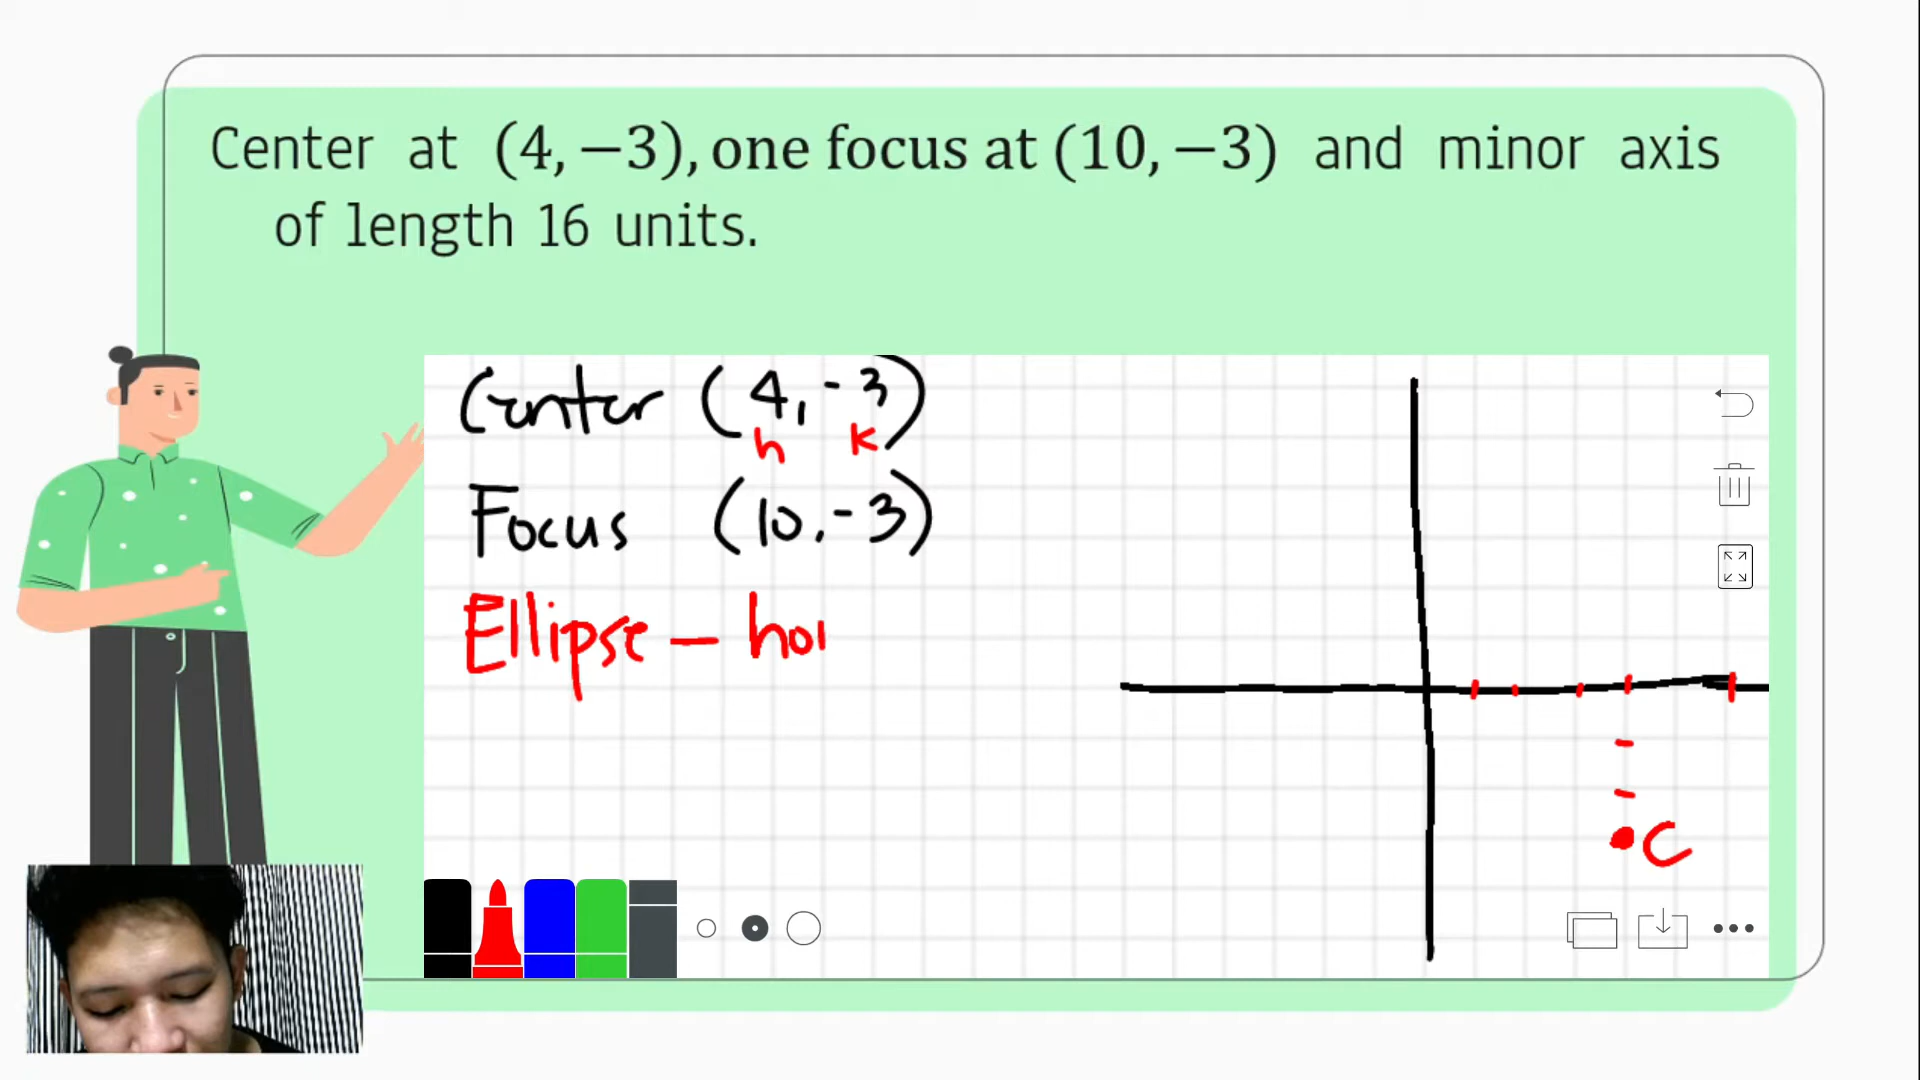 Center at (4, −3), one focus at (10, −3) and minor axis
of length 16 units.
Center (4, -3)
h k
Focus (10, -3)
Ellipse — hor
C